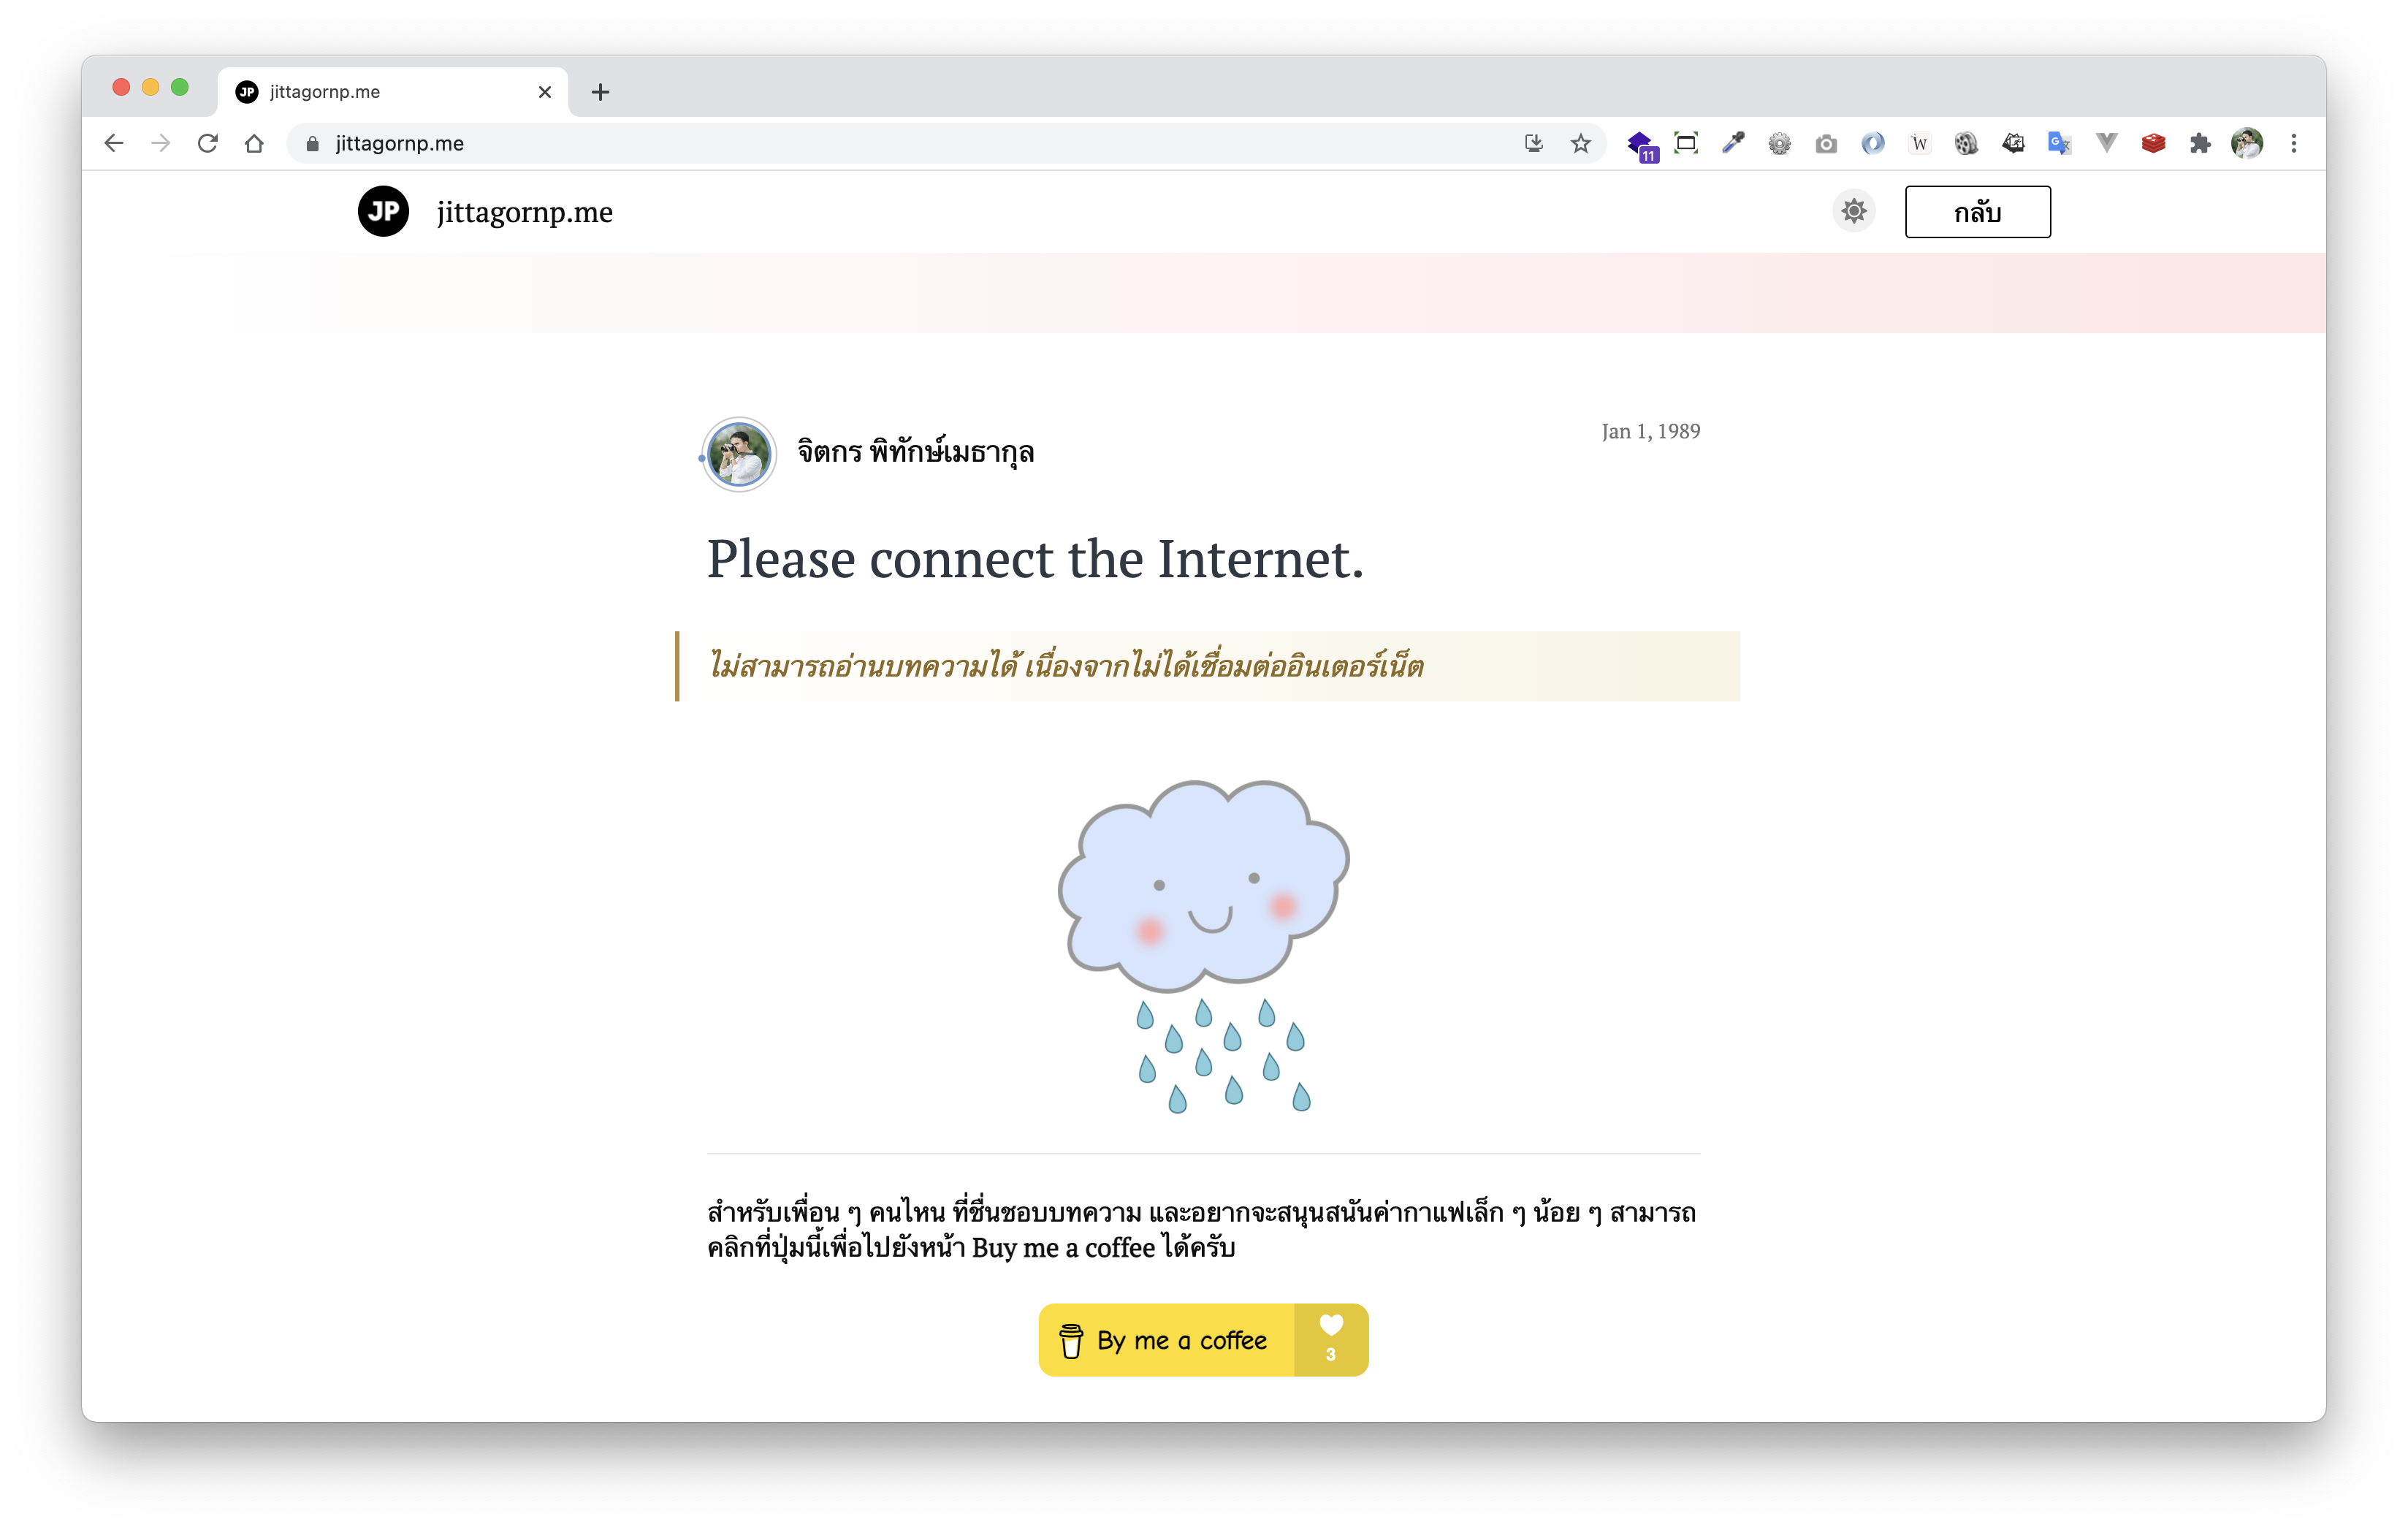 JP jittagornp.me
jittagornp.me
11
W
G
JP jittagornp.me
กลับ
จิตกร พิทักษ์เมธากุล
Jan 1, 1989
Please connect the Internet.
ไม่สามารถอ่านบทความได้ เนื่องจากไม่ได้เชื่อมต่ออินเตอร์เน็ต
สำหรับเพื่อน ๆ คนไหน ที่ชื่นชอบบทความ และอยากจะสนุนสนันค่ากาแฟเล็ก ๆ น้อย ๆ สามารถ
คลิกที่ปุ่มนี้เพื่อไปยังหน้า Buy me a coffee ได้ครับ
By me a coffee
3